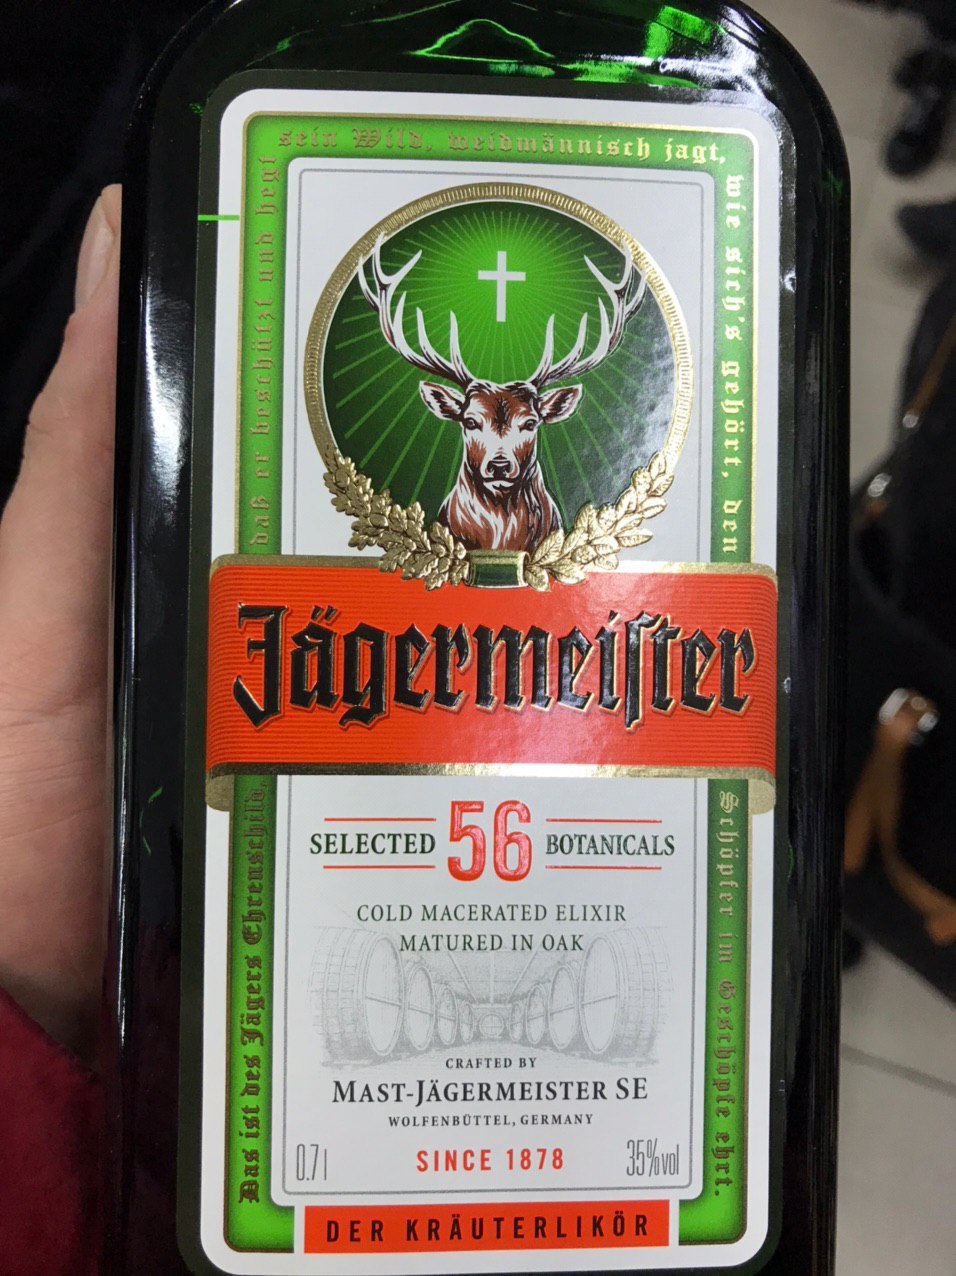 Das ist des Jägers Ehrenschild,
daß er beschützt und hegt
sein Wild, weidmännisch jagt,
wie sich's gehört, den
Schöpfer im Geschöpfe ehrt.
Jägermeiſter
SELECTED 56 BOTANICALS
COLD MACERATED ELIXIR
MATURED IN OAK
CRAFTED BY
MAST-JÄGERMEISTER SE
WOLFENBÜTTEL, GERMANY
0.7 l SINCE 1878 35%vol
DER KRÄUTERLIKÖR